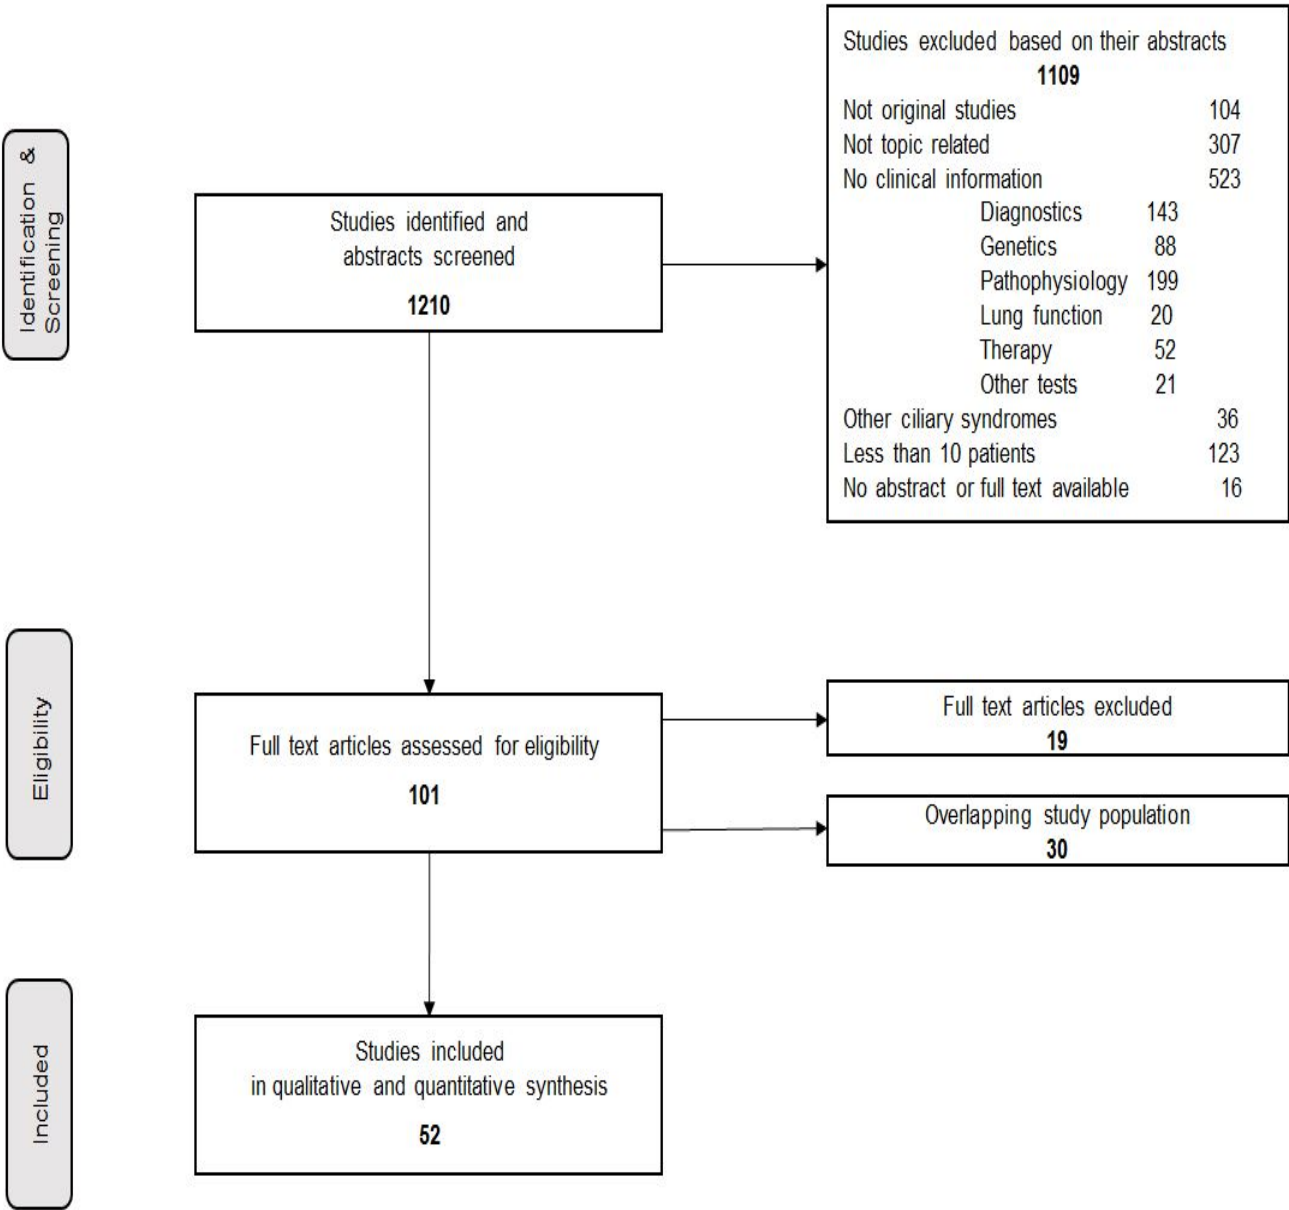 Identification &
Screening
Studies identified and
abstracts screened
1210
Studies excluded based on their abstracts
1109
Not original studies 104
Not topic related 307
No clinical information 523
Diagnostics 143
Genetics 88
Pathophysiology 199
Lung function 20
Therapy 52
Other tests 21
Other ciliary syndromes 36
Less than 10 patients 123
No abstract or full text available 16
Eligibility
Full text articles assessed for eligibility
101
Full text articles excluded
19
Overlapping study population
30
Included
Studies included
in qualitative and quantitative synthesis
52